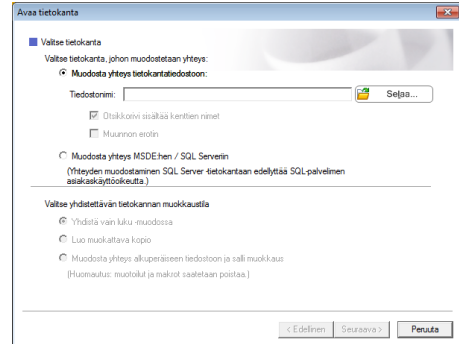 Avaa tietokanta
Valitse tietokanta
Valitse tietokanta, johon muodostetaan yhteys:
Muodosta yhteys tietokantatiedostoon:
Tiedostonimi:
Selaa...
Otsikkorivi sisältää kenttien nimet
Muunnon erotin
Muodosta yhteys MSDE:hen / SQL Serveriin
(Yhteyden muodostaminen SQL Server -tietokantaan edellyttää SQL-palvelimen
asiakaskäyttöoikeutta.)
Valitse yhdistettävän tietokannan muokkaustila
Yhdistä vain luku -muodossa
Luo muokattava kopio
Muodosta yhteys alkuperäiseen tiedostoon ja salli muokkaus
(Huomautus: muotoilut ja makrot saatetaan poistaa.)
< Edellinen
Seuraava >
Peruuta